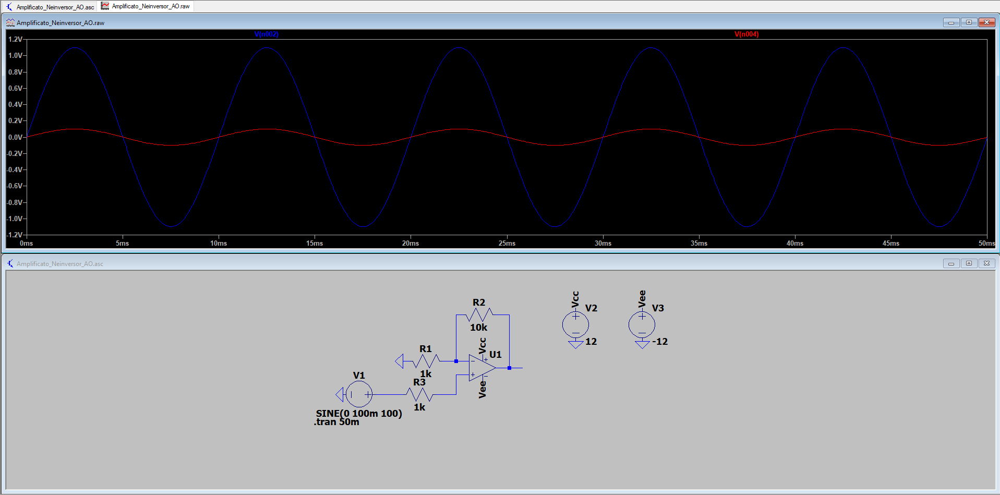 Amplificato_Neinversor_AO.asc
Amplificato_Neinversor_AO.raw
Amplificato_Neinversor_AO.raw
V(n002)
V(n004)
1.2V
1.0V
0.8V
0.6V
0.4V
0.2V
0.0V
-0.2V
-0.4V
-0.6V
-0.8V
-1.0V
-1.2V
0ms
5ms
10ms
15ms
20ms
25ms
30ms
35ms
40ms
45ms
50ms
Amplificato_Neinversor_AO.asc
R2
10k
R1
1k
Vcc
U1
Vee
V1
R3
1k
SINE(0 100m 100)
.tran 50m
Vcc
V2
12
Vee
V3
-12